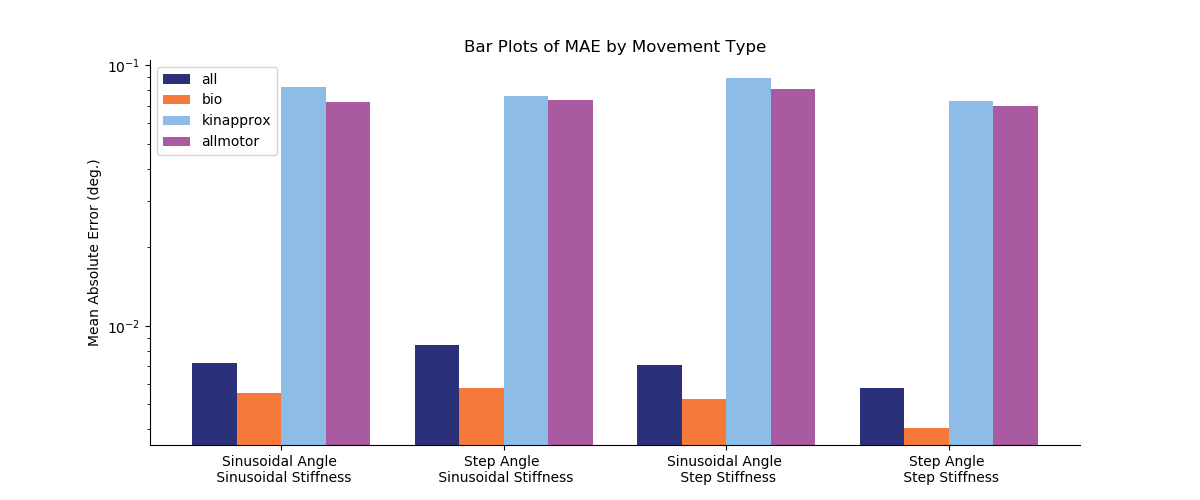 Bar Plots of MAE by Movement Type
all
bio
kinapprox
allmotor
Mean Absolute Error (deg.)
10⁻¹
10⁻²
Sinusoidal Angle
Sinusoidal Stiffness
Step Angle
Sinusoidal Stiffness
Sinusoidal Angle
Step Stiffness
Step Angle
Step Stiffness